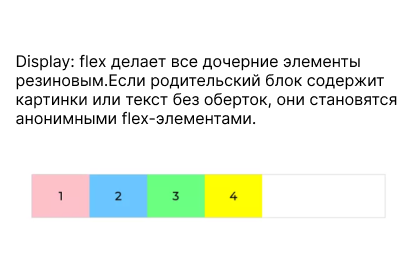 Display: flex делает все дочерние элементы
резиновым.Если родительский блок содержит
картинки или текст без оберток, они становятся
анонимными flex-элементами.
1 2 3 4